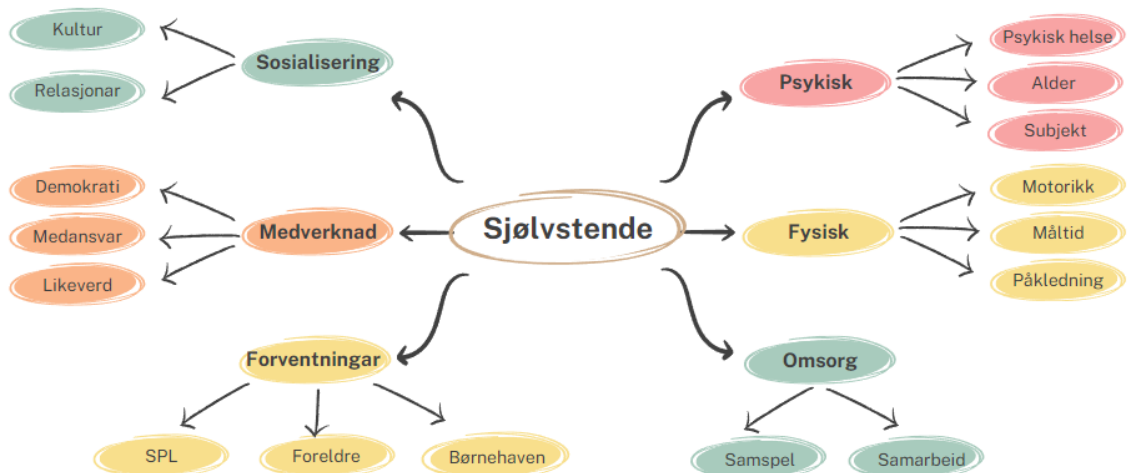 Kultur
Sosialisering
Relasjonar
Psykisk helse
Psykisk
Alder
Subjekt
Demokrati
Medverknad
Medansvar
Likeverd
Sjølvstende
Motorikk
Fysisk
Måltid
Påkledning
Forventningar
SPL
Foreldre
Børnehaven
Omsorg
Samspel
Samarbeid